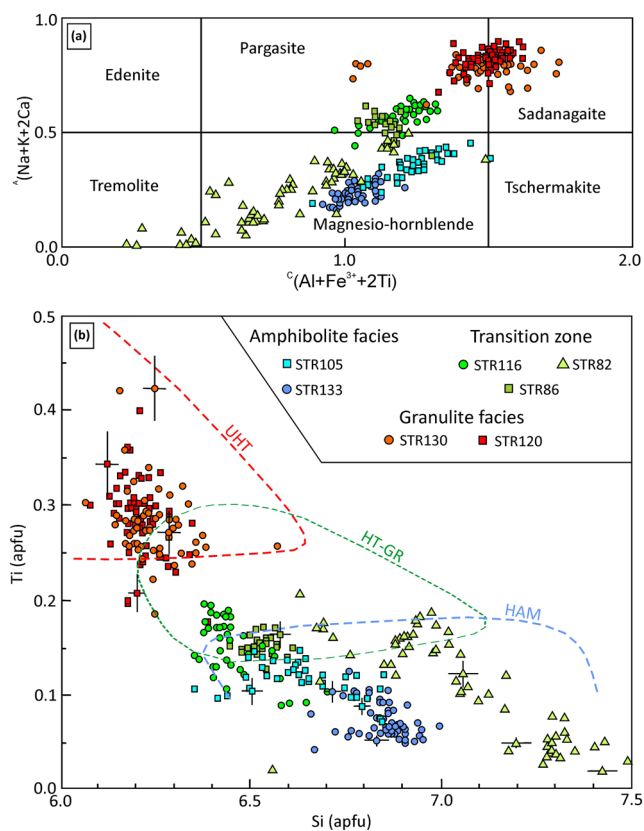 (a)
ᴬ(Na+K+2Ca)
1.0
0.5
0.0
Edenite
Pargasite
Sadanagaite
Tremolite
Magnesio-hornblende
Tschermakite
0.0
1.0
2.0
ᶜ(Al+Fe³⁺+2Ti)
(b)
Ti (apfu)
0.5
0.4
0.3
0.2
0.1
0.0
Amphibolite facies
STR105
STR133
Transition zone
STR116
STR82
STR86
Granulite facies
STR130
STR120
UHT
HT-GR
HAM
6.0
6.5
7.0
7.5
Si (apfu)